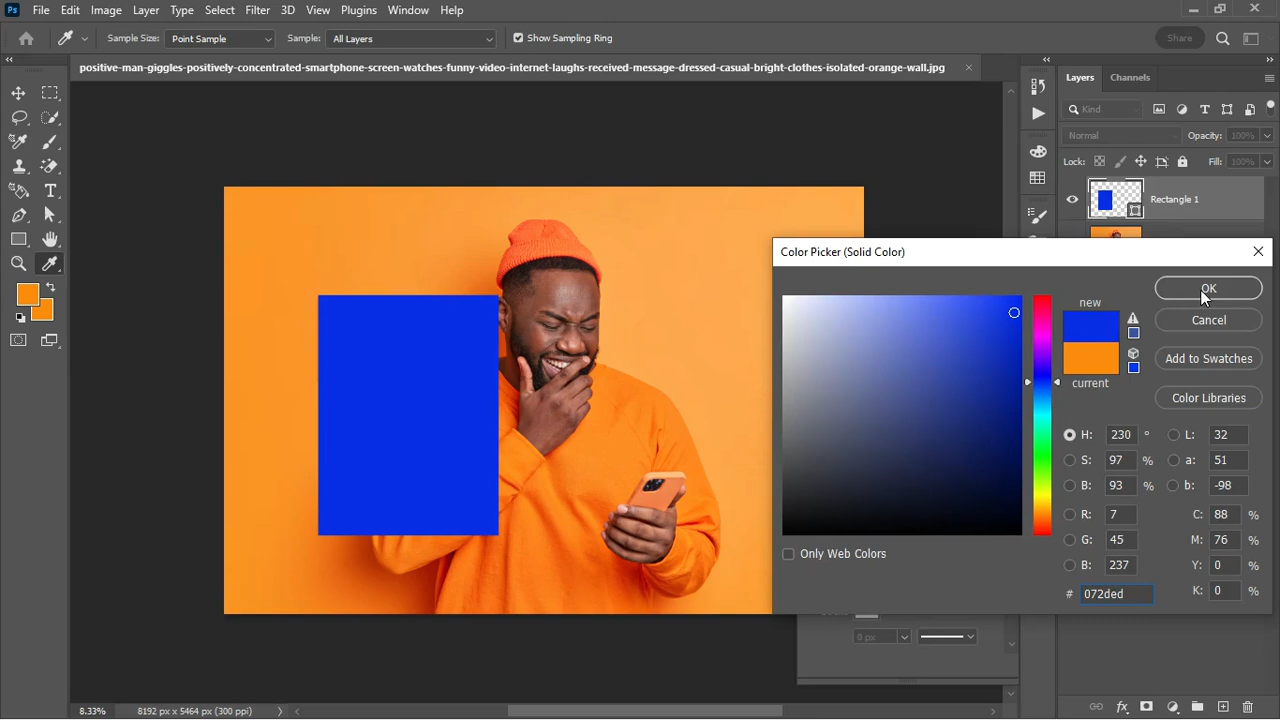 Ps File Edit Image Layer Type Select Filter 3D View Plugins Window Help
Sample Size: Point Sample Sample: All Layers Show Sampling Ring Share
positive-man-giggles-positively-concentrated-smartphone-screen-watches-funny-video-internet-laughs-received-message-dressed-casual-bright-clothes-isolated-orange-wall.jpg
Layers Channels
Kind
Normal Opacity: 100%
Lock: Fill: 100%
Rectangle 1
Color Picker (Solid Color)
OK
new
Cancel
Add to Swatches
current
Color Libraries
H: 230 ° L: 32
S: 97 % a: 51
B: 93 % b: -98
R: 7 C: 88 %
G: 45 M: 76 %
Only Web Colors
B: 237 Y: 0 %
# 072ded K: 0 %
0 px
8.33% 8192 px x 5464 px (300 ppi)